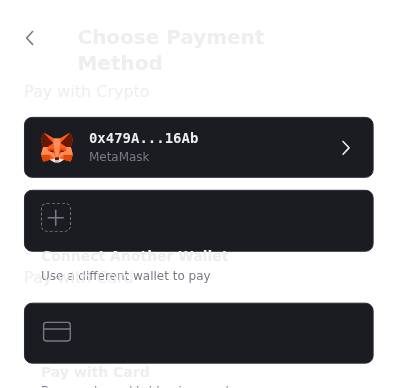 Choose Payment
Method
Pay with Crypto
0x479A...16Ab
MetaMask
Connect Another Wallet
Pay with Card
Use a different wallet to pay
Pay with Card